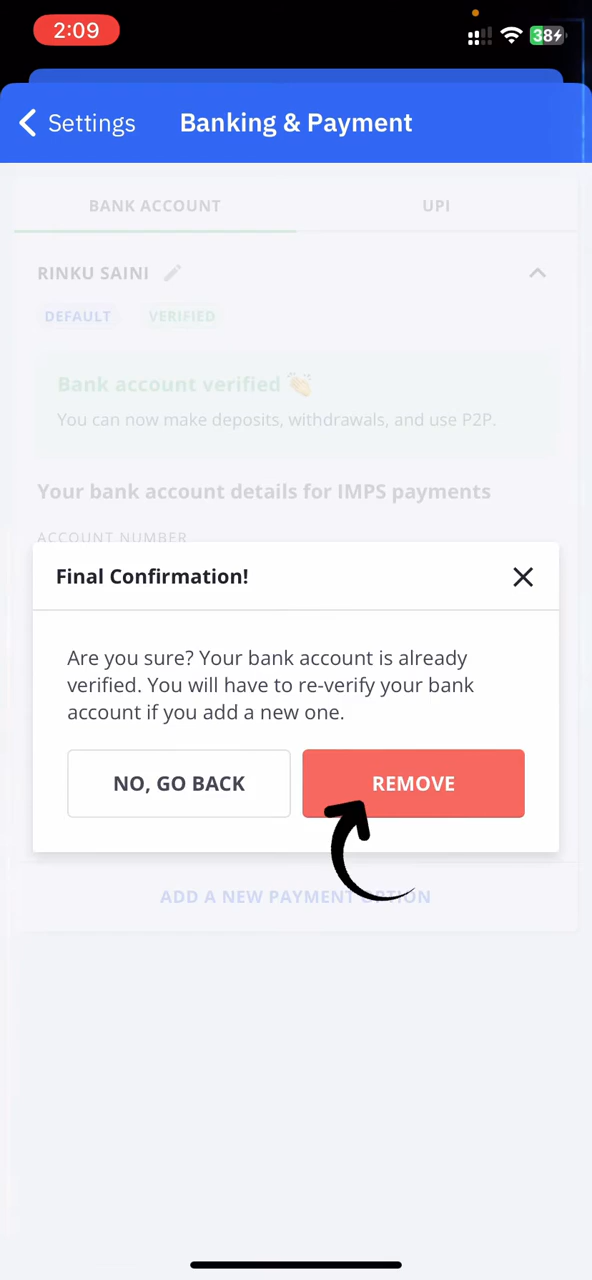 2:09
38
Settings
Banking & Payment
BANK ACCOUNT
UPI
RINKU SAINI
DEFAULT
VERIFIED
Bank account verified 👏
You can now make deposits, withdrawals, and use P2P.
Your bank account details for IMPS payments
ACCOUNT NUMBER
Final Confirmation!
Are you sure? Your bank account is already
verified. You will have to re-verify your bank
account if you add a new one.
NO, GO BACK
REMOVE
ADD A NEW PAYMENT OPTION